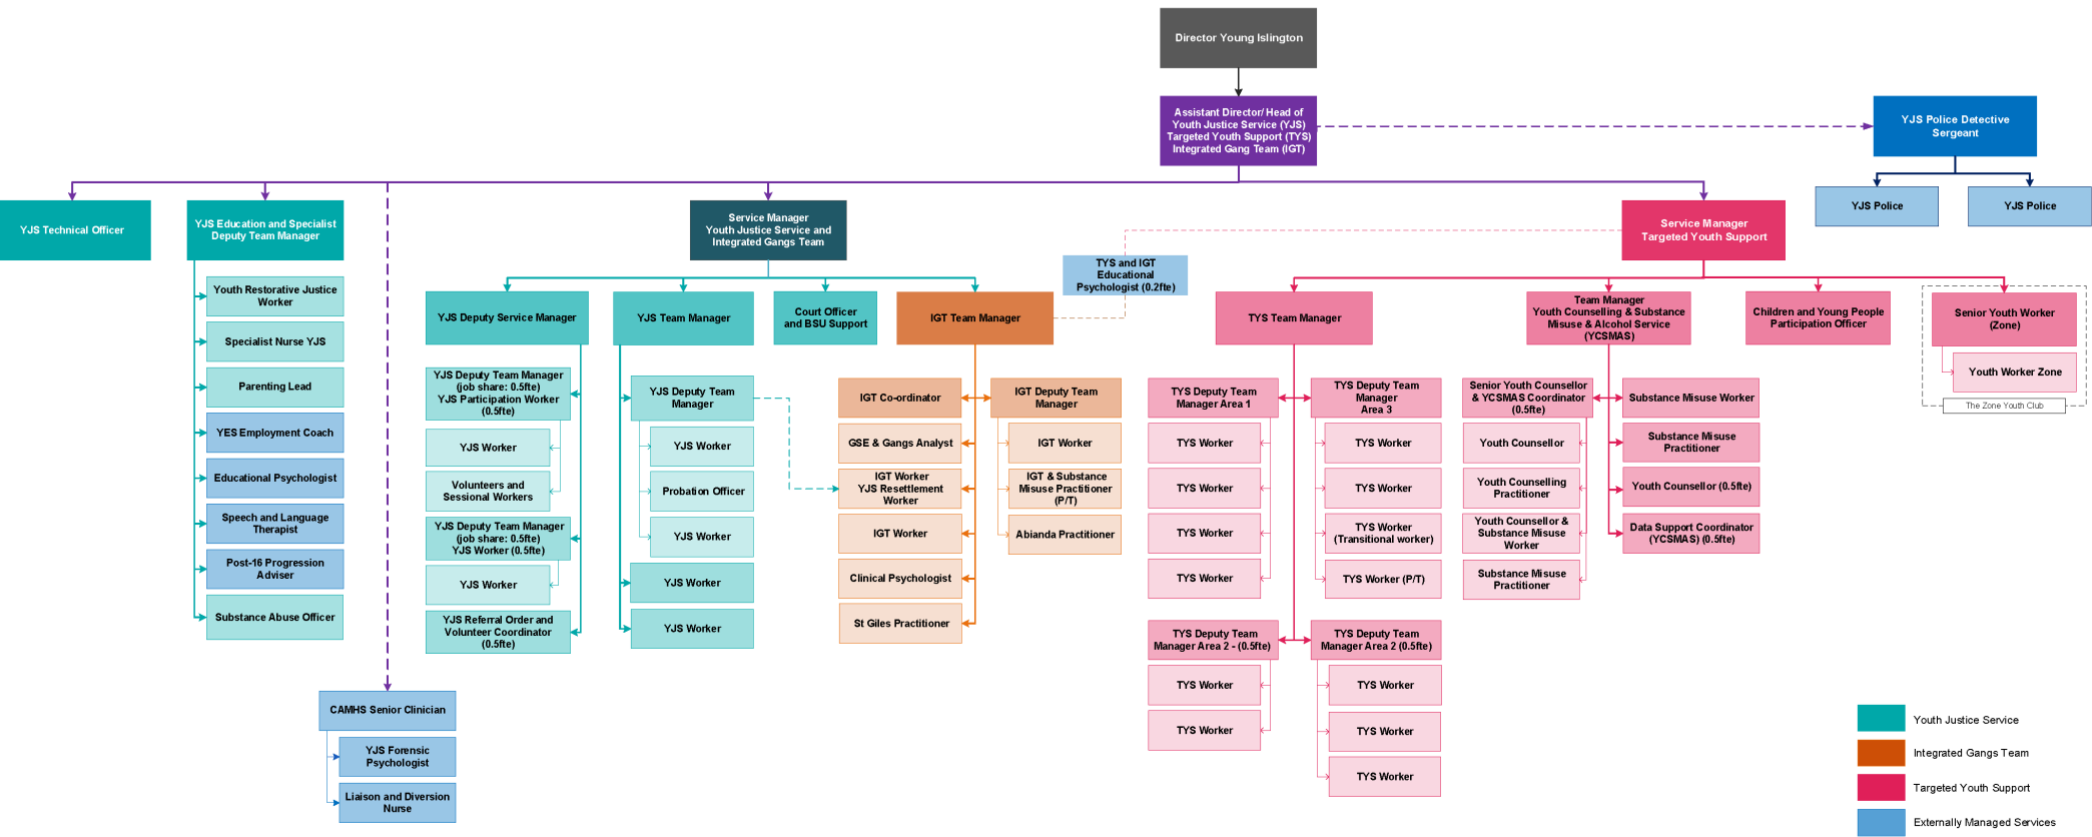 Director Young Islington
Assistant Director/ Head of
Youth Justice Service (YJS)
Targeted Youth Support (TYS)
Integrated Gang Team (IGT)
YJS Police Detective
Sergeant
YJS Police
YJS Police
YJS Technical Officer
YJS Education and Specialist
Deputy Team Manager
Service Manager
Youth Justice Service and
Integrated Gangs Team
Service Manager
Targeted Youth Support
TYS and IGT
Educational
Psychologist (0.2fte)
Youth Restorative Justice
Worker
Specialist Nurse YJS
Parenting Lead
YES Employment Coach
Educational Psychologist
Speech and Language
Therapist
Post-16 Progression
Adviser
Substance Abuse Officer
CAMHS Senior Clinician
YJS Forensic
Psychologist
Liaison and Diversion
Nurse
YJS Deputy Service Manager
YJS Deputy Team Manager
(job share: 0.5fte)
YJS Participation Worker
(0.5fte)
YJS Worker
Volunteers and
Sessional Workers
YJS Deputy Team Manager
(job share: 0.5fte)
YJS Worker (0.5fte)
YJS Worker
YJS Referral Order and
Volunteer Coordinator
(0.5fte)
YJS Team Manager
YJS Deputy Team
Manager
YJS Worker
Probation Officer
YJS Worker
YJS Worker
YJS Worker
Court Officer
and BSU Support
IGT Team Manager
IGT Co-ordinator
GSE & Gangs Analyst
IGT Worker
YJS Resettlement
Worker
IGT Worker
Clinical Psychologist
St Giles Practitioner
IGT Deputy Team
Manager
IGT Worker
IGT & Substance
Misuse Practitioner
(P/T)
Abianda Practitioner
TYS Team Manager
TYS Deputy Team
Manager Area 1
TYS Worker
TYS Worker
TYS Worker
TYS Worker
TYS Deputy Team
Manager
Area 3
TYS Worker
TYS Worker
TYS Worker
(Transitional worker)
TYS Worker (P/T)
TYS Deputy Team
Manager Area 2 - (0.5fte)
TYS Worker
TYS Worker
TYS Deputy Team
Manager Area 2 (0.5fte)
TYS Worker
TYS Worker
TYS Worker
Team Manager
Youth Counselling & Substance
Misuse & Alcohol Service
(YCSMAS)
Senior Youth Counsellor
& YCSMAS Coordinator
(0.5fte)
Youth Counsellor
Youth Counselling
Practitioner
Youth Counsellor &
Substance Misuse
Worker
Substance Misuse
Practitioner
Substance Misuse Worker
Substance Misuse
Practitioner
Youth Counsellor (0.5fte)
Data Support Coordinator
(YCSMAS) (0.5fte)
Children and Young People
Participation Officer
Senior Youth Worker
(Zone)
Youth Worker Zone
The Zone Youth Club
Youth Justice Service
Integrated Gangs Team
Targeted Youth Support
Externally Managed Services